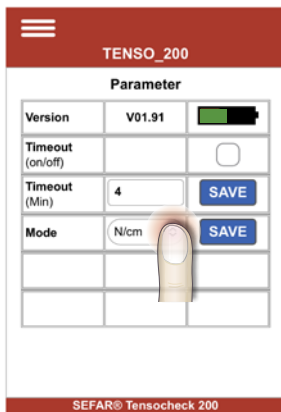 TENSO_200
Parameter
Version V01.91
Timeout
(on/off)
Timeout
(Min) 4 SAVE
Mode N/cm SAVE
SEFAR® Tensocheck 200